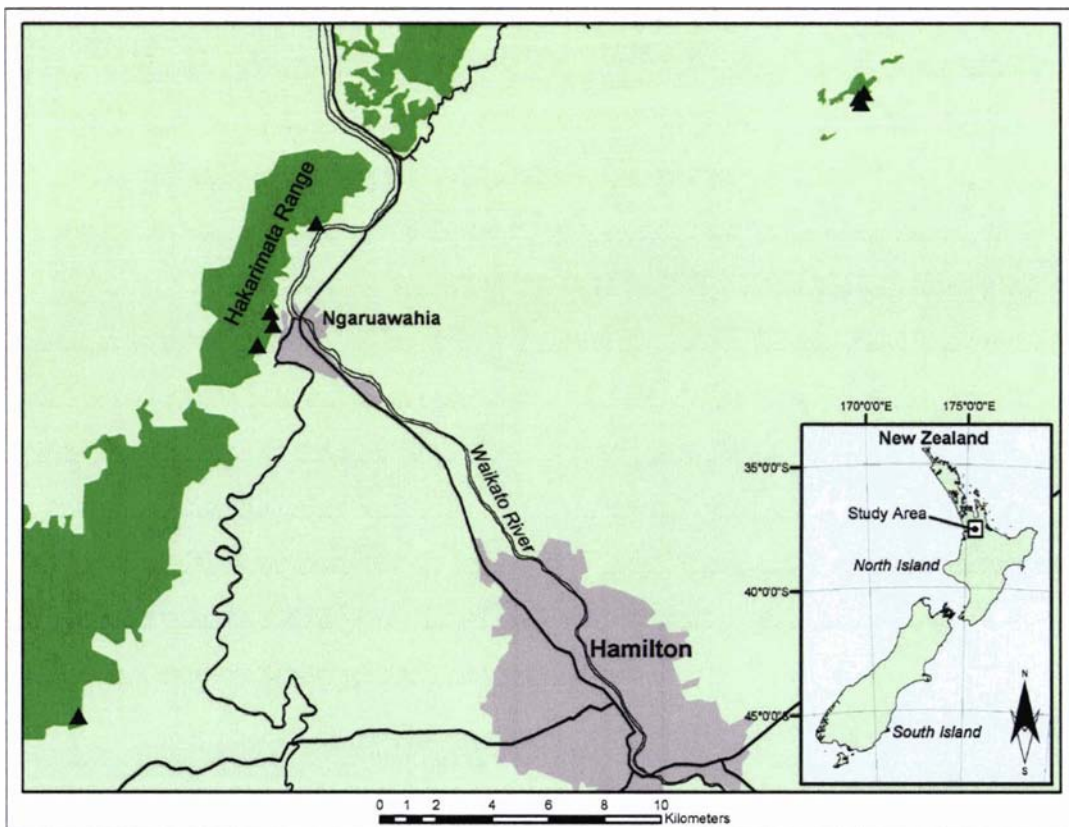 Hakarimata Range
Ngaruawahia
Waikato River
Hamilton
170°0'0"E 175°0'0"E
New Zealand
35°0'0"S
Study Area
North Island
40°0'0"S
N
45°0'0"S
South Island
S
0 1 2 4 6 8 10
Kilometers